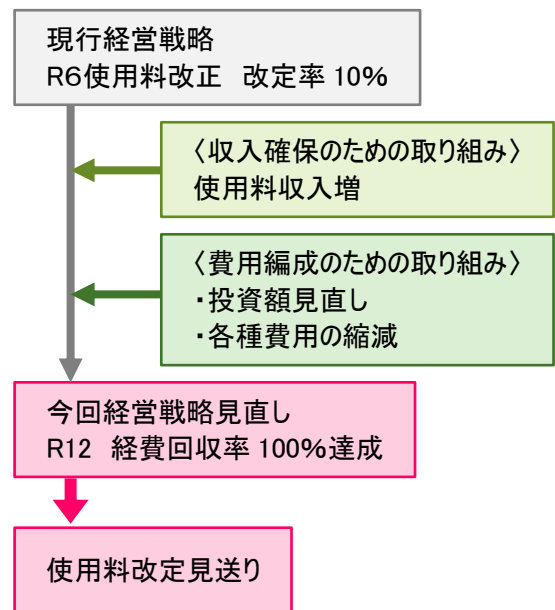 現行経営戦略
R6使用料改正 改定率 10%
〈収入確保のための取り組み〉
使用料収入増
〈費用編成のための取り組み〉
・投資額見直し
・各種費用の縮減
今回経営戦略見直し
R12 経費回収率 100%達成
使用料改定見送り